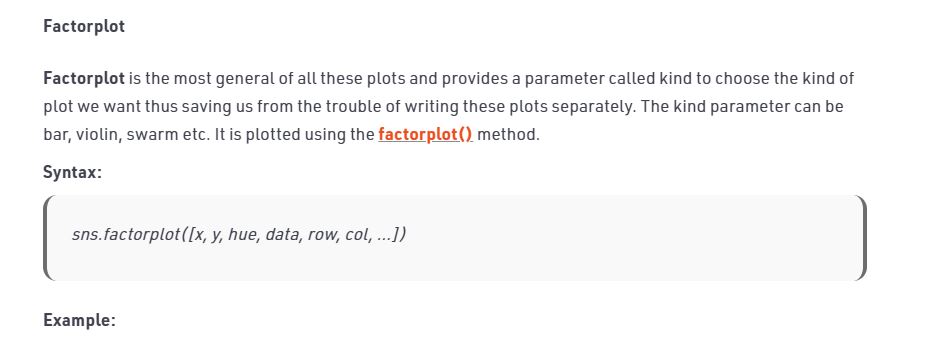 Factorplot
Factorplot is the most general of all these plots and provides a parameter called kind to choose the kind of
plot we want thus saving us from the trouble of writing these plots separately. The kind parameter can be
bar, violin, swarm etc. It is plotted using the factorplot() method.
Syntax:
sns.factorplot([x, y, hue, data, row, col, …])
Example: